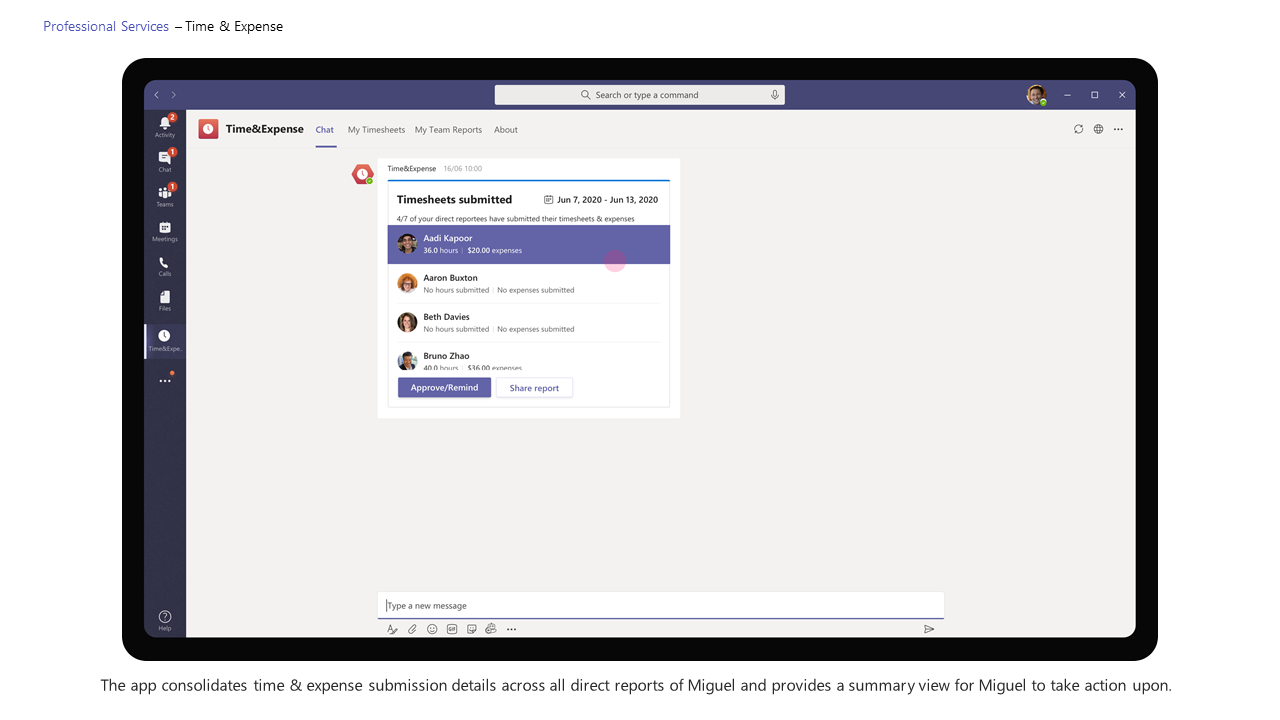 Professional Services – Time & Expense
Search or type a command
2
Activity
Time&Expense Chat My Timesheets My Team Reports About
1
Chat
Time&Expense 16/06 10:00
1
Teams
Timesheets submitted Jun 7, 2020 - Jun 13, 2020
4/7 of your direct reportees have submitted their timesheets & expenses
Meetings
Aadi Kapoor
36.0 hours | $20.00 expenses
Calls
Aaron Buxton
No hours submitted | No expenses submitted
Files
Beth Davies
No hours submitted | No expenses submitted
Time&Expe..
Bruno Zhao
40.0 hours | $36.00 expenses
Approve/Remind Share report
Type a new message
GIF
Help
The app consolidates time & expense submission details across all direct reports of Miguel and provides a summary view for Miguel to take action upon.